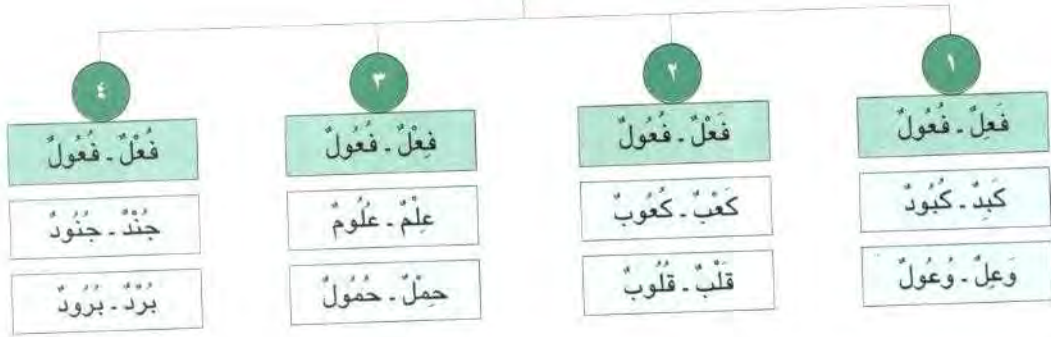 ١
فَعِلٌ ـ فُعُولٌ
كَبِدٌ ـ كُبُودٌ
وَعِلٌ ـ وُعُولٌ
٢
فَعْلٌ ـ فُعُولٌ
كَعْبٌ ـ كُعُوبٌ
قَلْبٌ ـ قُلُوبٌ
٣
فِعْلٌ ـ فُعُولٌ
عِلْمٌ ـ عُلُومٌ
حِمْلٌ ـ حُمُولٌ
٤
فُعْلٌ ـ فُعُولٌ
جُنْدٌ ـ جُنُودٌ
بُرْدٌ ـ بُرُودٌ